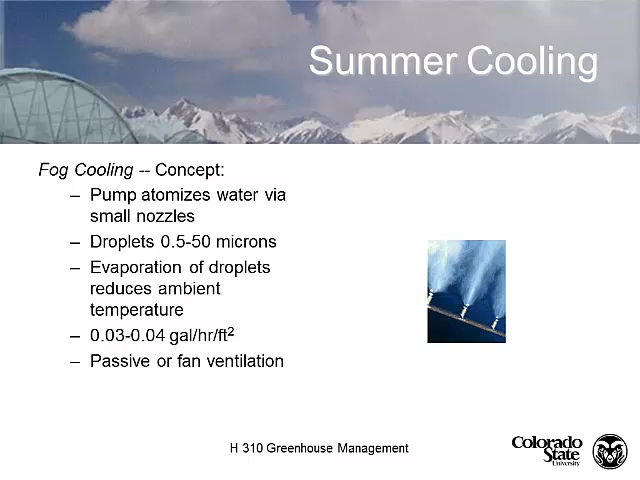 Summer Cooling
Fog Cooling -- Concept:
– Pump atomizes water via
small nozzles
– Droplets 0.5-50 microns
– Evaporation of droplets
reduces ambient
temperature
– 0.03-0.04 gal/hr/ft²
– Passive or fan ventilation
H 310 Greenhouse Management
Colorado
State
University